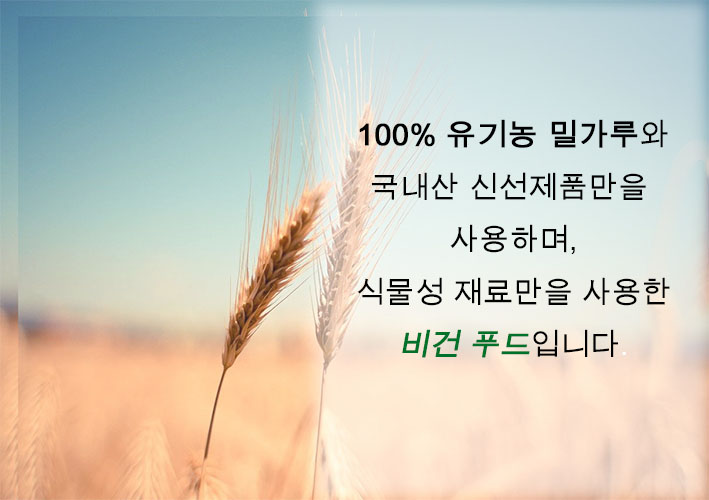 100% 유기농 밀가루와
국내산 신선제품만을
사용하며,
식물성 재료만을 사용한
비건 푸드입니다.